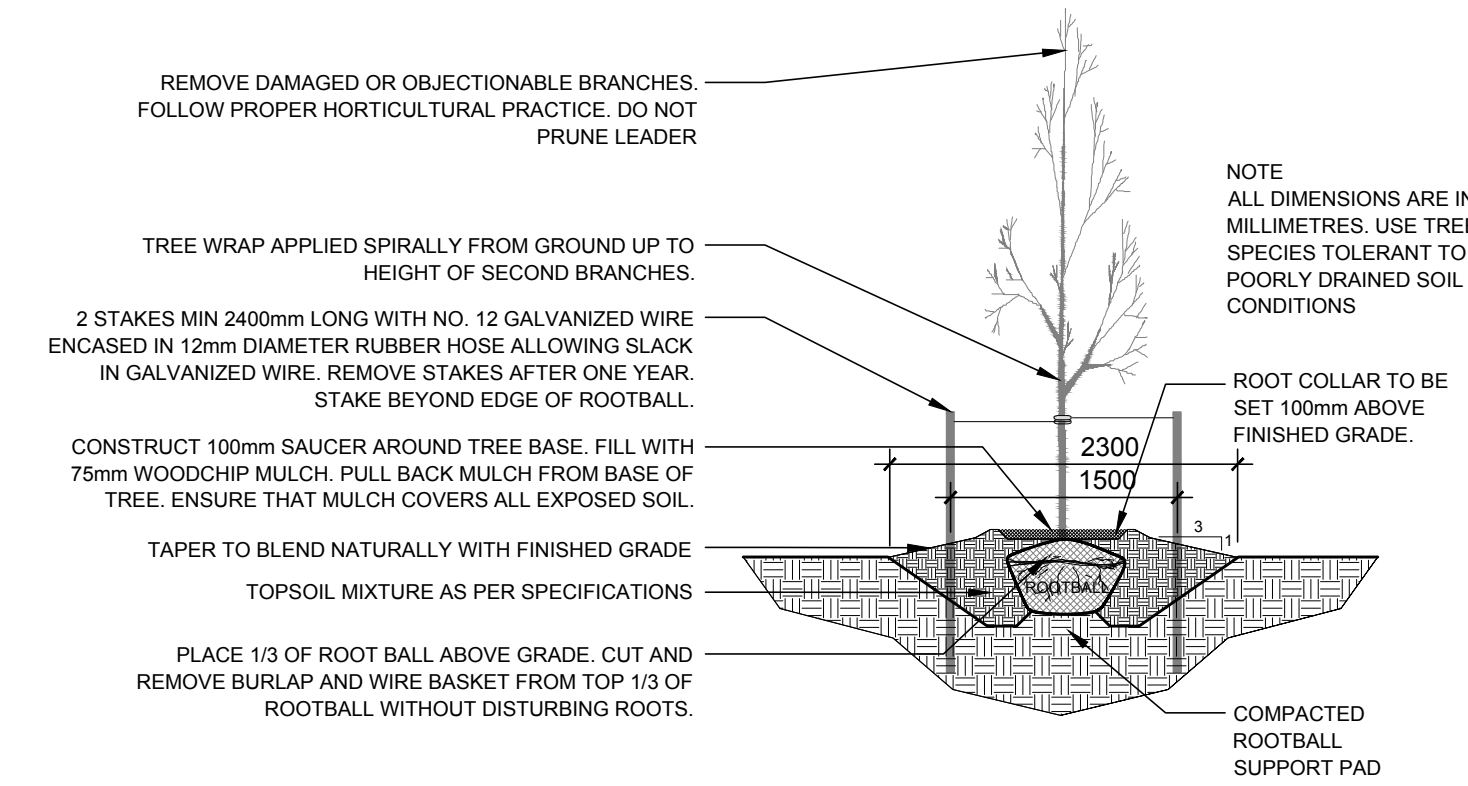 REMOVE DAMAGED OR OBJECTIONABLE BRANCHES.
FOLLOW PROPER HORTICULTURAL PRACTICE. DO NOT
PRUNE LEADER
TREE WRAP APPLIED SPIRALLY FROM GROUND UP TO
HEIGHT OF SECOND BRANCHES.
2 STAKES MIN 2400mm LONG WITH NO. 12 GALVANIZED WIRE
ENCASED IN 12mm DIAMETER RUBBER HOSE ALLOWING SLACK
IN GALVANIZED WIRE. REMOVE STAKES AFTER ONE YEAR.
STAKE BEYOND EDGE OF ROOTBALL.
CONSTRUCT 100mm SAUCER AROUND TREE BASE. FILL WITH
75mm WOODCHIP MULCH. PULL BACK MULCH FROM BASE OF
TREE. ENSURE THAT MULCH COVERS ALL EXPOSED SOIL.
TAPER TO BLEND NATURALLY WITH FINISHED GRADE
TOPSOIL MIXTURE AS PER SPECIFICATIONS
PLACE 1/3 OF ROOT BALL ABOVE GRADE. CUT AND
REMOVE BURLAP AND WIRE BASKET FROM TOP 1/3 OF
ROOTBALL WITHOUT DISTURBING ROOTS.
2300
1500
3
1
ROOTBALL
NOTE
ALL DIMENSIONS ARE IN
MILLIMETRES. USE TREE
SPECIES TOLERANT TO
POORLY DRAINED SOIL
CONDITIONS
ROOT COLLAR TO BE
SET 100mm ABOVE
FINISHED GRADE.
COMPACTED
ROOTBALL
SUPPORT PAD